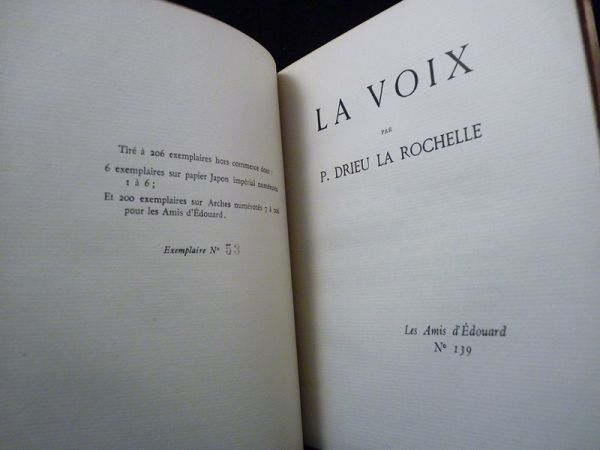 Tiré à 206 exemplaires hors commerce dont :
6 exemplaires sur papier Japon impérial numérotés
1 à 6 ;
Et 200 exemplaires sur Arches numérotés 7 à 206
pour les Amis d'Édouard.
Exemplaire N° 53
LA VOIX
PAR
P. DRIEU LA ROCHELLE
Les Amis d'Édouard
N° 139